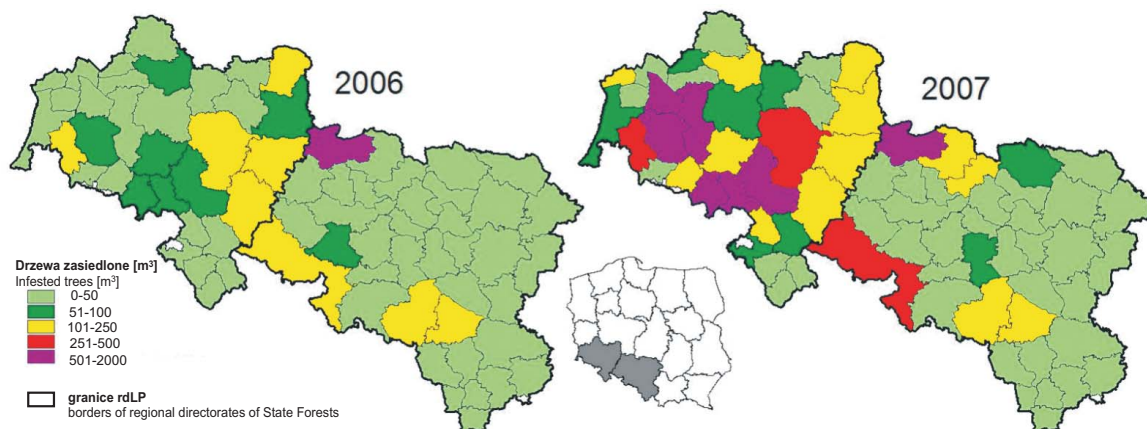 2006
2007
Drzewa zasiedlone [m³]
Infested trees [m³]
0-50
51-100
101-250
251-500
501-2000
granice rdLP
borders of regional directorates of State Forests